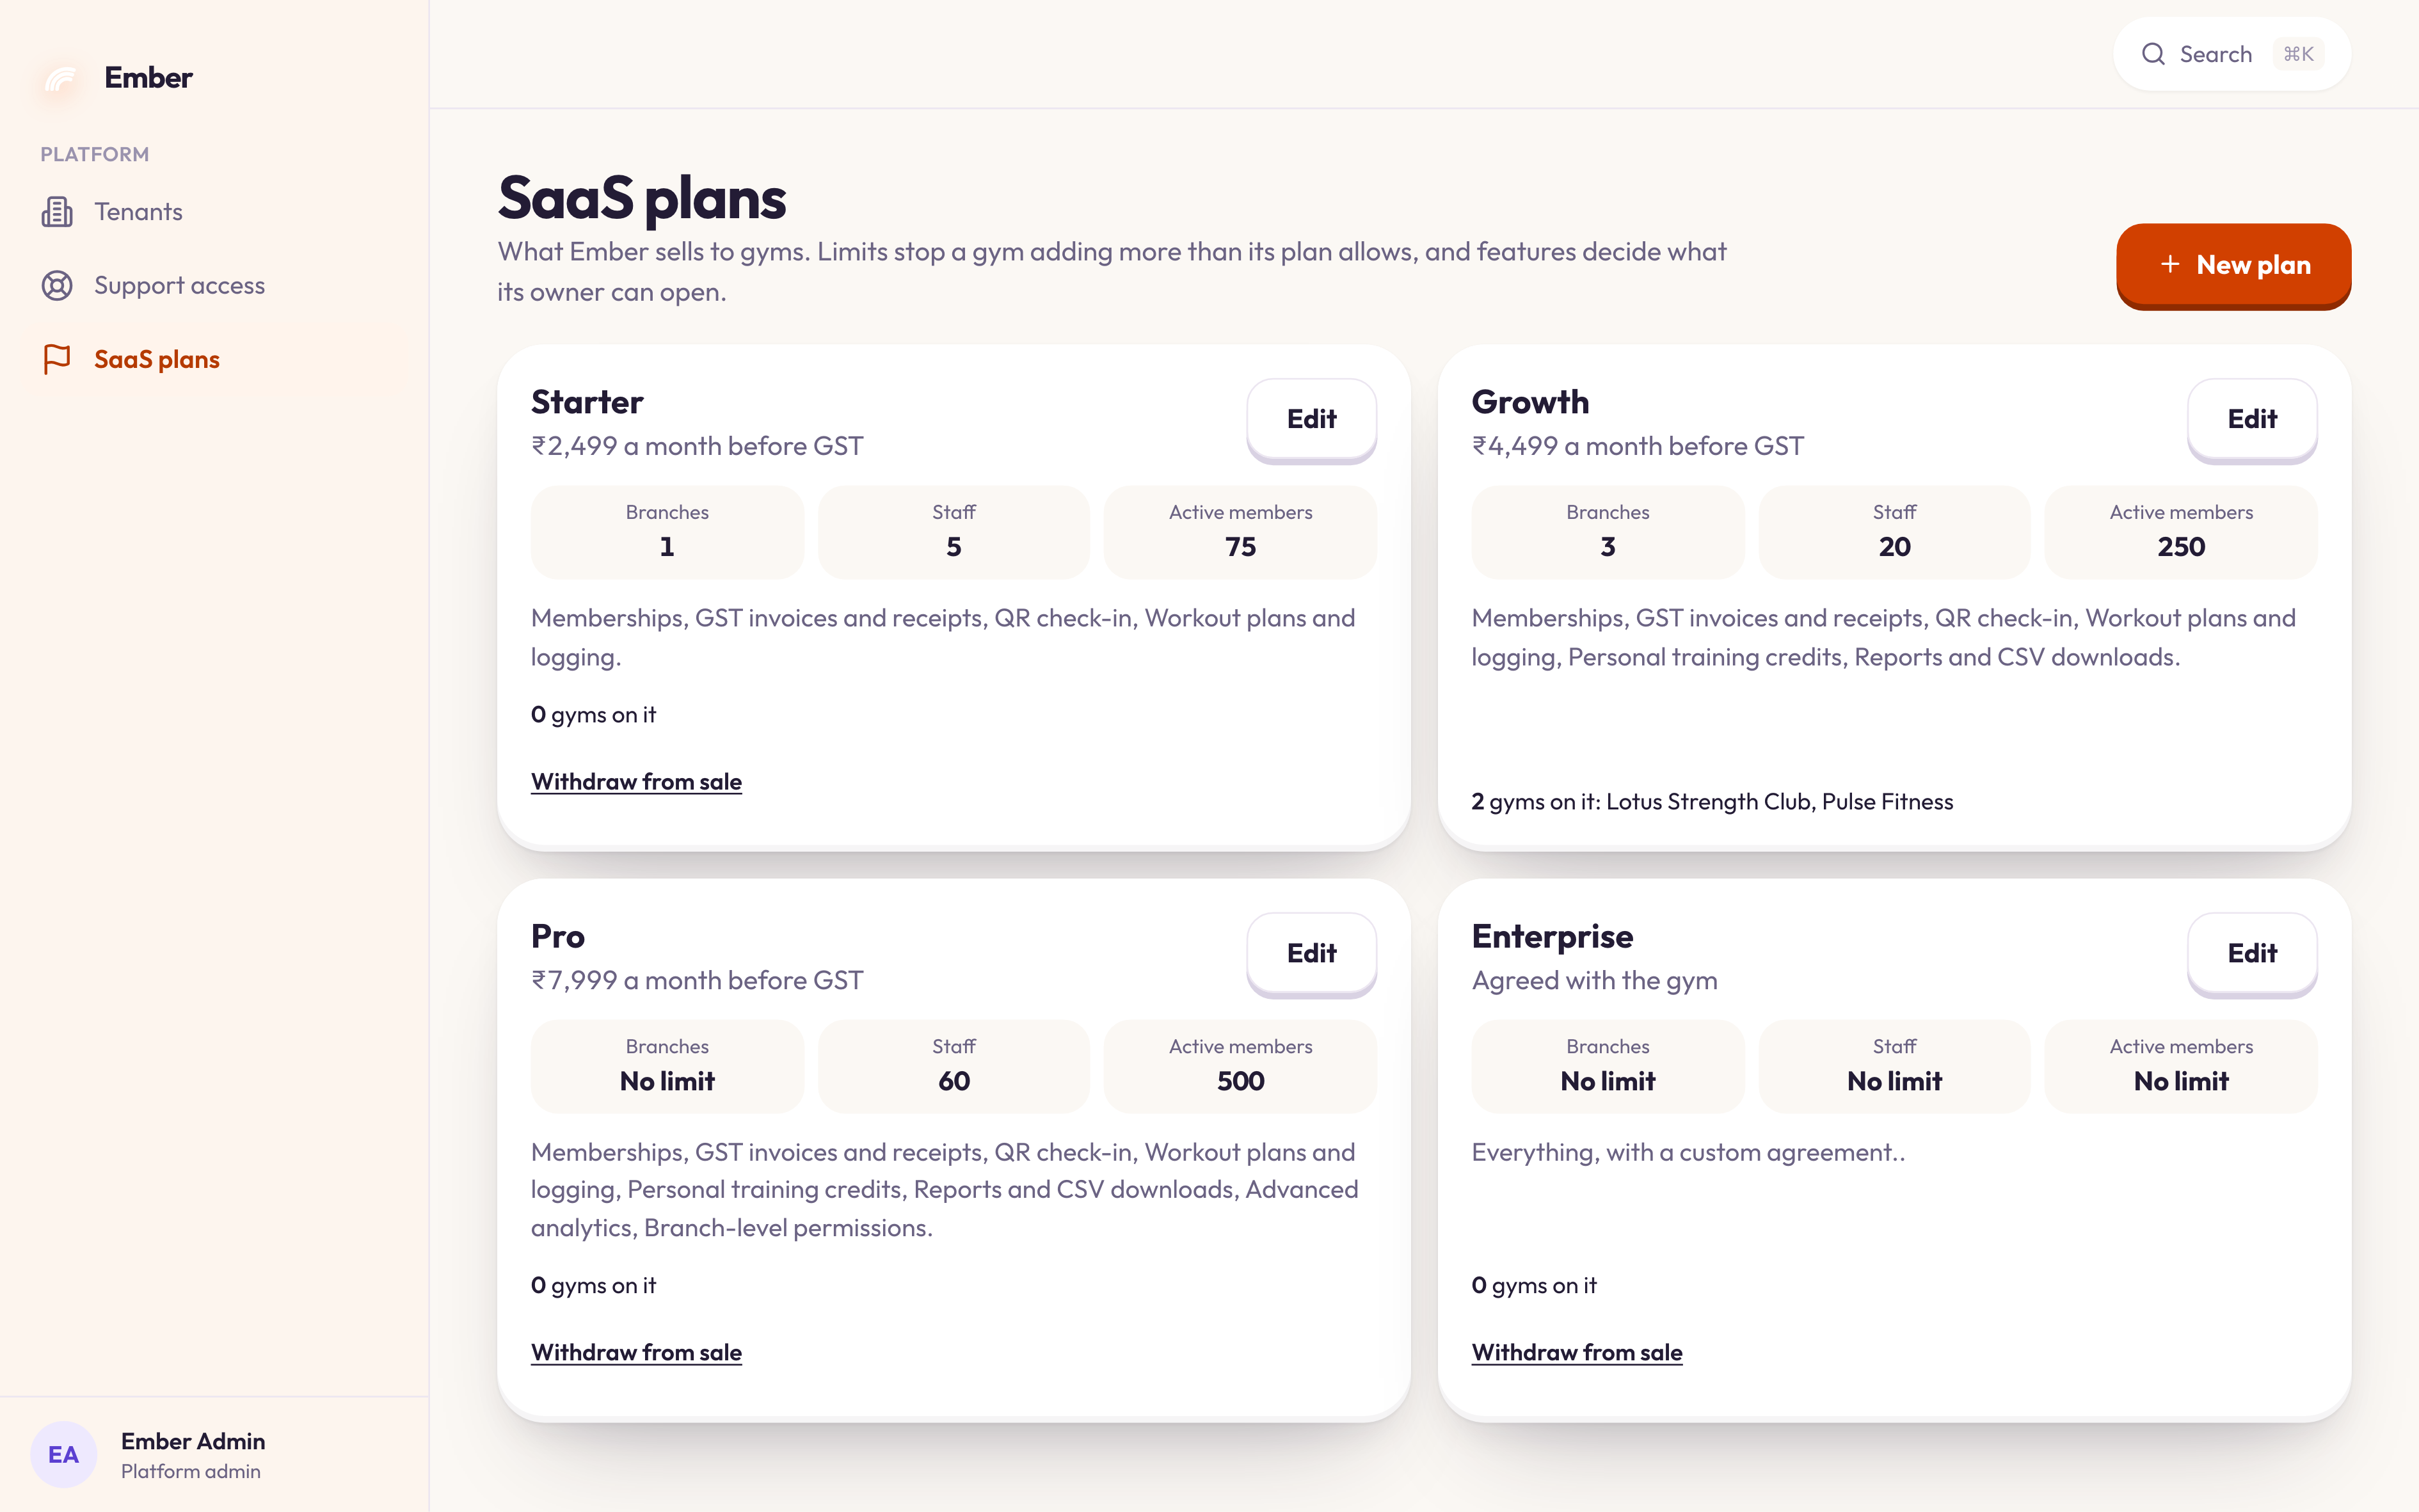 Ember
PLATFORM
Tenants
Support access
SaaS plans
Search ⌘K
SaaS plans
What Ember sells to gyms. Limits stop a gym adding more than its plan allows, and features decide what
its owner can open.
+ New plan
Starter
Edit
₹2,499 a month before GST
Branches
1
Staff
5
Active members
75
Memberships, GST invoices and receipts, QR check-in, Workout plans and
logging.
0 gyms on it
Withdraw from sale
Growth
Edit
₹4,499 a month before GST
Branches
3
Staff
20
Active members
250
Memberships, GST invoices and receipts, QR check-in, Workout plans and
logging, Personal training credits, Reports and CSV downloads.
2 gyms on it: Lotus Strength Club, Pulse Fitness
Pro
Edit
₹7,999 a month before GST
Branches
No limit
Staff
60
Active members
500
Memberships, GST invoices and receipts, QR check-in, Workout plans and
logging, Personal training credits, Reports and CSV downloads, Advanced
analytics, Branch-level permissions.
0 gyms on it
Withdraw from sale
Enterprise
Edit
Agreed with the gym
Branches
No limit
Staff
No limit
Active members
No limit
Everything, with a custom agreement..
0 gyms on it
Withdraw from sale
EA
Ember Admin
Platform admin